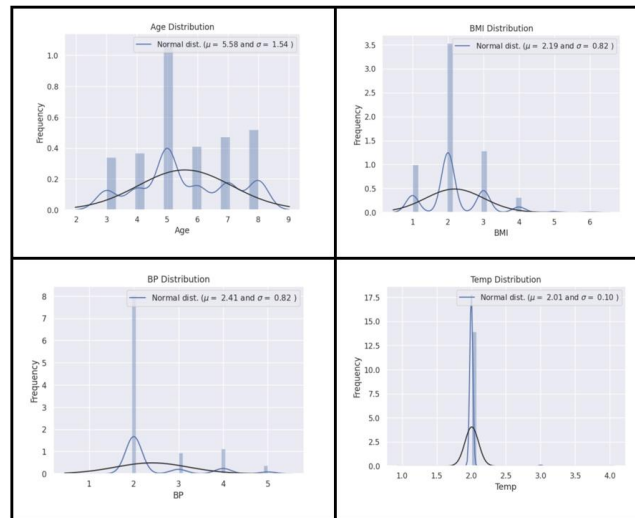 Age Distribution
Normal dist. (μ = 5.58 and σ = 1.54 )
Frequency
1.0
0.8
0.6
0.4
0.2
0.0
2 3 4 5 6 7 8 9
Age
BMI Distribution
Normal dist. (μ = 2.19 and σ = 0.82 )
Frequency
3.5
3.0
2.5
2.0
1.5
1.0
0.5
0.0
1 2 3 4 5 6
BMI
BP Distribution
Normal dist. (μ = 2.41 and σ = 0.82 )
Frequency
8
7
6
5
4
3
2
1
0
1 2 3 4 5
BP
Temp Distribution
Normal dist. (μ = 2.01 and σ = 0.10 )
Frequency
17.5
15.0
12.5
10.0
7.5
5.0
2.5
0.0
1.0 1.5 2.0 2.5 3.0 3.5 4.0
Temp